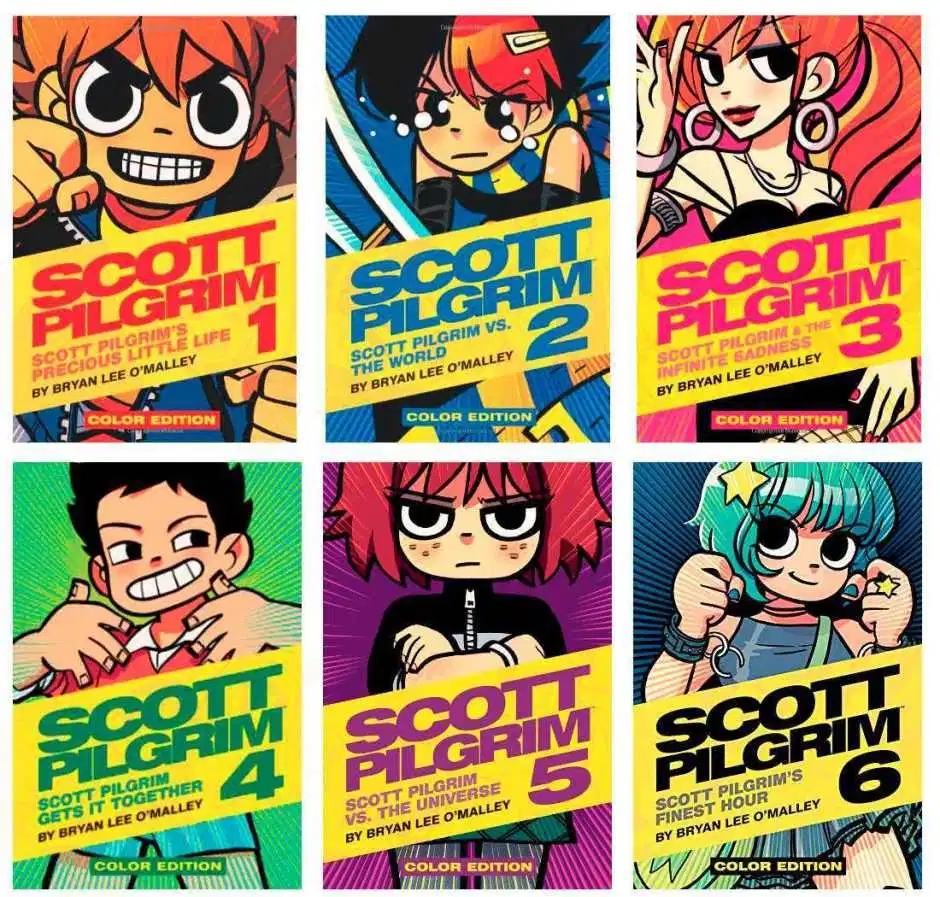 SCOTT
PILGRIM
1
SCOTT PILGRIM'S
PRECIOUS LITTLE LIFE
BY BRYAN LEE O'MALLEY
COLOR EDITION
SCOTT
PILGRIM
2
SCOTT PILGRIM VS.
THE WORLD
BY BRYAN LEE O'MALLEY
COLOR EDITION
SCOTT
PILGRIM
3
SCOTT PILGRIM & THE
INFINITE SADNESS
BY BRYAN LEE O'MALLEY
COLOR EDITION
SCOTT
PILGRIM
4
SCOTT PILGRIM
GETS IT TOGETHER
BY BRYAN LEE O'MALLEY
COLOR EDITION
SCOTT
PILGRIM
5
SCOTT PILGRIM
VS. THE UNIVERSE
BY BRYAN LEE O'MALLEY
COLOR EDITION
SCOTT
PILGRIM
6
SCOTT PILGRIM'S
FINEST HOUR
BY BRYAN LEE O'MALLEY
COLOR EDITION